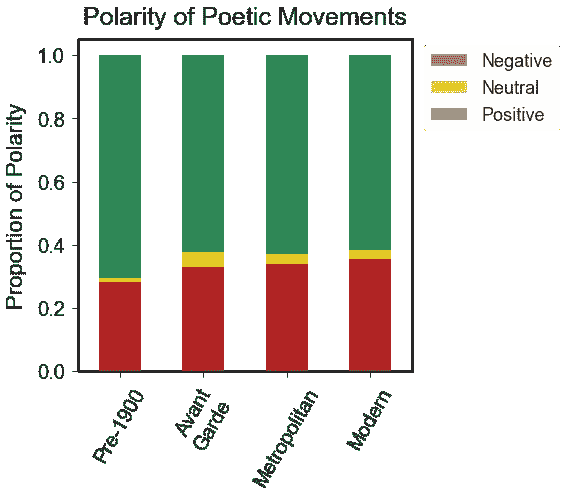 Polarity of Poetic Movements
Negative
Neutral
Positive
Proportion of Polarity
1.0
0.8
0.6
0.4
0.2
0.0
Pre-1900
Avant
Garde
Metropolitan
Modern